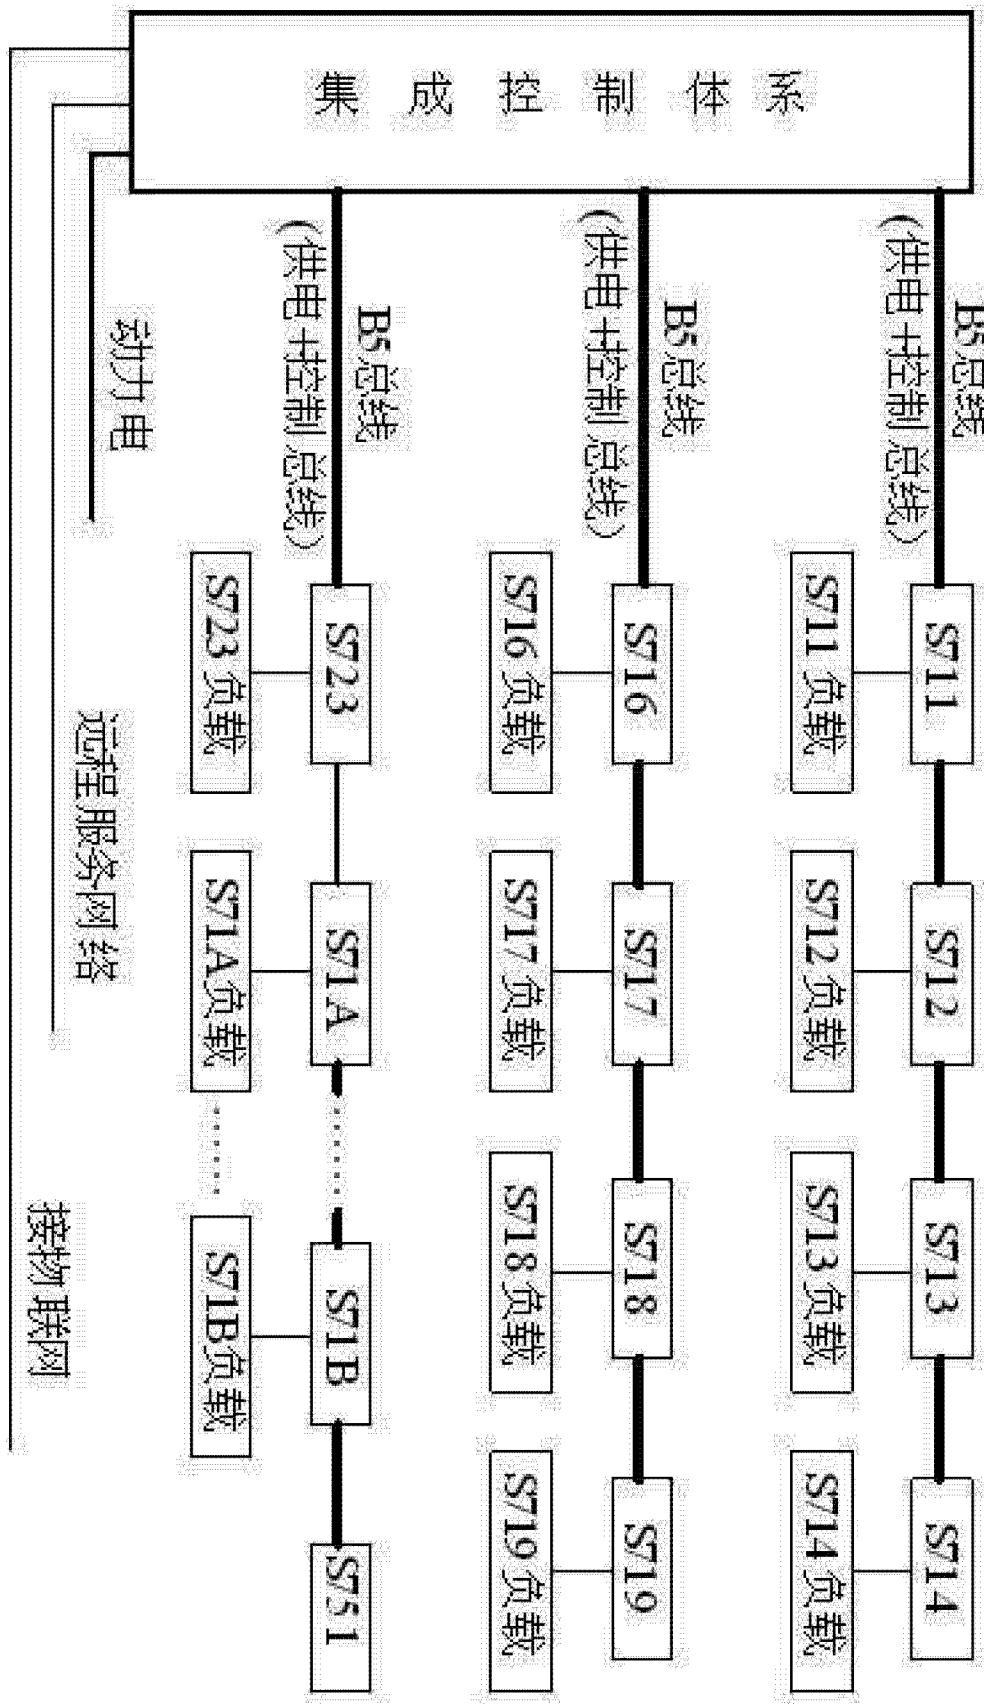 集成控制体系
B5总线
(供电+控制总线)
S711
S712
S713
S714
S711负载
S712负载
S713负载
S714负载
B5总线
(供电+控制总线)
S716
S717
S718
S719
S716负载
S717负载
S718负载
S719负载
B5总线
(供电+控制总线)
S723
S71A
......
S71B
S751
S723负载
S71A负载
......
S71B负载
动力电
远程服务网络
接物联网